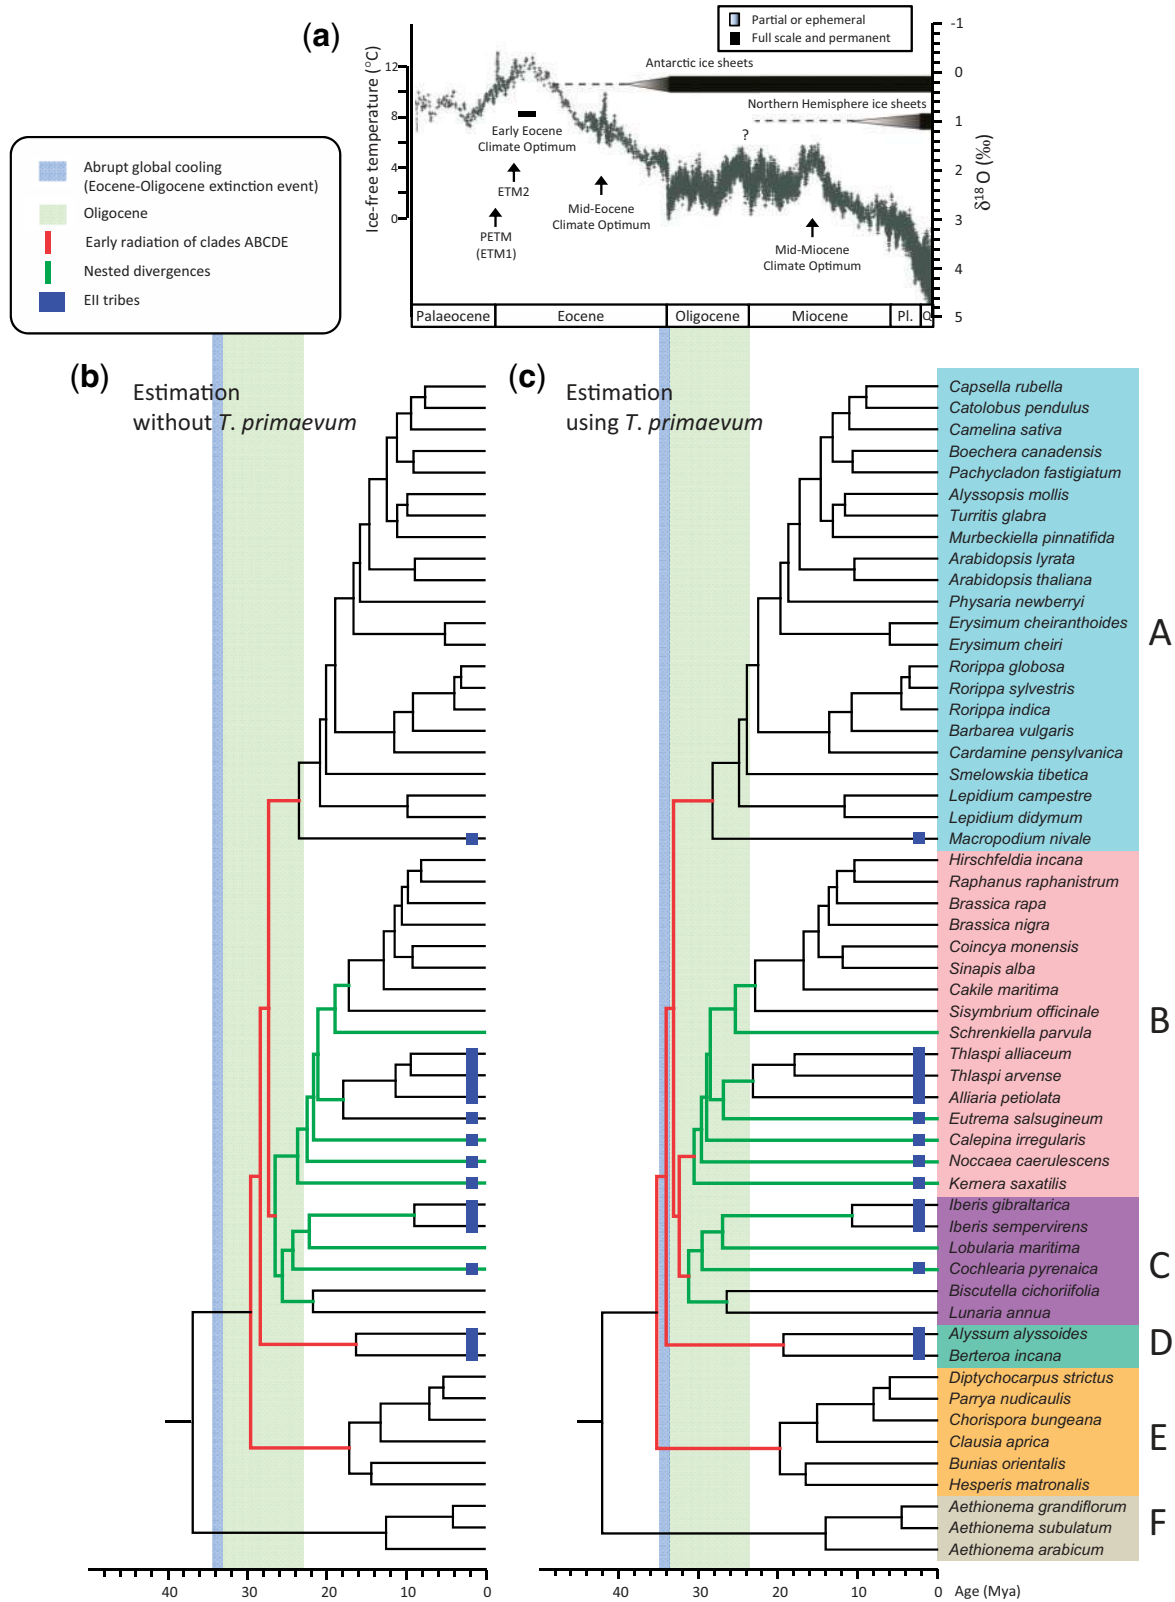 (a)
Partial or ephemeral
Full scale and permanent
Ice-free temperature (°C)
12
8
4
0
Antarctic ice sheets
Northern Hemisphere ice sheets
?
Early Eocene
Climate Optimum
ETM2
PETM
(ETM1)
Mid-Eocene
Climate Optimum
Mid-Miocene
Climate Optimum
-1
0
1
2
3
4
5
δ18 O (‰)
Palaeocene
Eocene
Oligocene
Miocene
Pl.
Q
Abrupt global cooling
(Eocene-Oligocene extinction event)
Oligocene
Early radiation of clades ABCDE
Nested divergences
EII tribes
(b)
Estimation
without T. primaevum
(c)
Estimation
using T. primaevum
Capsella rubella
Catolobus pendulus
Camelina sativa
Boechera canadensis
Pachycladon fastigiatum
Alyssopsis mollis
Turritis glabra
Murbeckiella pinnatifida
Arabidopsis lyrata
Arabidopsis thaliana
Physaria newberryi
Erysimum cheiranthoides
Erysimum cheiri
Rorippa globosa
Rorippa sylvestris
Rorippa indica
Barbarea vulgaris
Cardamine pensylvanica
Smelowskia tibetica
Lepidium campestre
Lepidium didymum
Macropodium nivale
A
Hirschfeldia incana
Raphanus raphanistrum
Brassica rapa
Brassica nigra
Coincya monensis
Sinapis alba
Cakile maritima
Sisymbrium officinale
Schrenkiella parvula
Thlaspi alliaceum
Thlaspi arvense
Alliaria petiolata
Eutrema salsugineum
Calepina irregularis
Noccaea caerulescens
Kernera saxatilis
B
Iberis gibraltarica
Iberis sempervirens
Lobularia maritima
Cochlearia pyrenaica
Biscutella cichoriifolia
Lunaria annua
C
Alyssum alyssoides
Berteroa incana
D
Diptychocarpus strictus
Parrya nudicaulis
Chorispora bungeana
Clausia aprica
Bunias orientalis
Hesperis matronalis
E
Aethionema grandiflorum
Aethionema subulatum
Aethionema arabicum
F
40 30 20 10 0
40 30 20 10 0 Age (Mya)